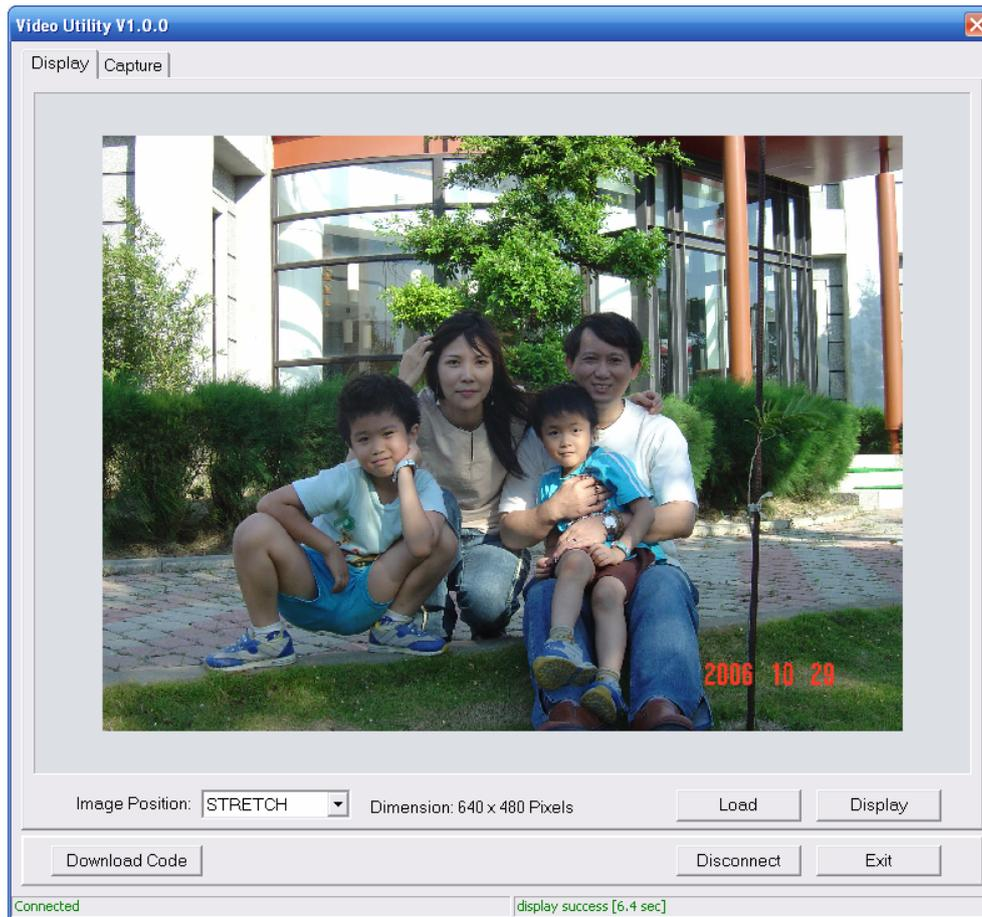 Video Utility V1.0.0
Display
Capture
2006 10 29
Image Position: STRETCH
Dimension: 640 x 480 Pixels
Load
Display
Download Code
Disconnect
Exit
Connected
display success [6.4 sec]